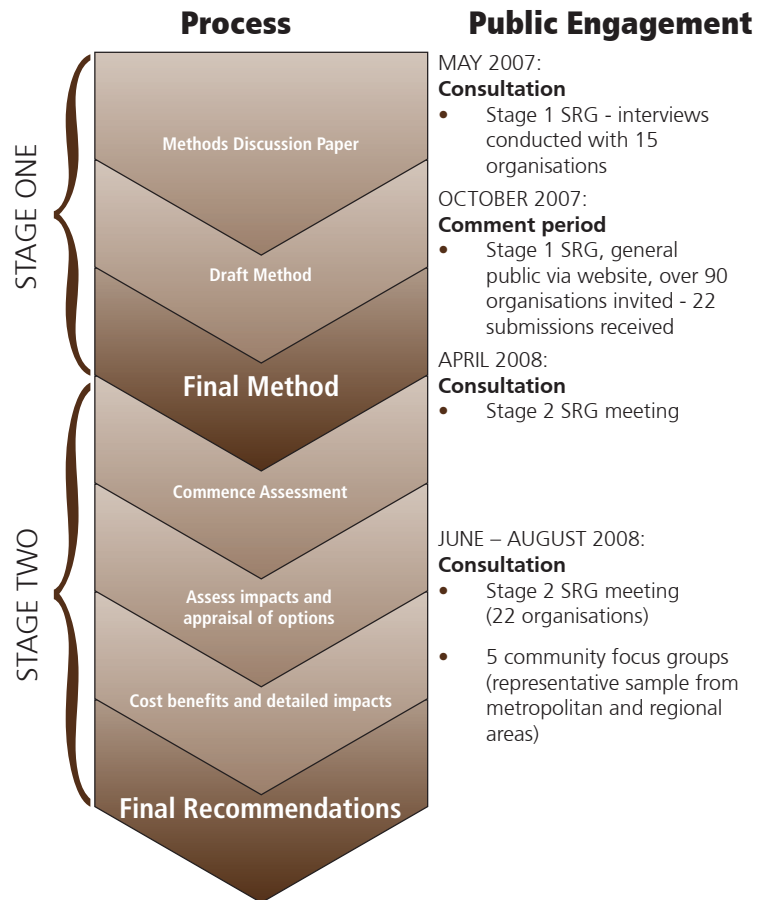 Process
Public Engagement
STAGE ONE
Methods Discussion Paper
Draft Method
Final Method
MAY 2007:
Consultation
• Stage 1 SRG - interviews
conducted with 15
organisations
OCTOBER 2007:
Comment period
• Stage 1 SRG, general
public via website, over 90
organisations invited - 22
submissions received
APRIL 2008:
Consultation
• Stage 2 SRG meeting
STAGE TWO
Commence Assessment
Assess impacts and
appraisal of options
Cost benefits and detailed impacts
Final Recommendations
JUNE – AUGUST 2008:
Consultation
• Stage 2 SRG meeting
(22 organisations)
• 5 community focus groups
(representative sample from
metropolitan and regional
areas)